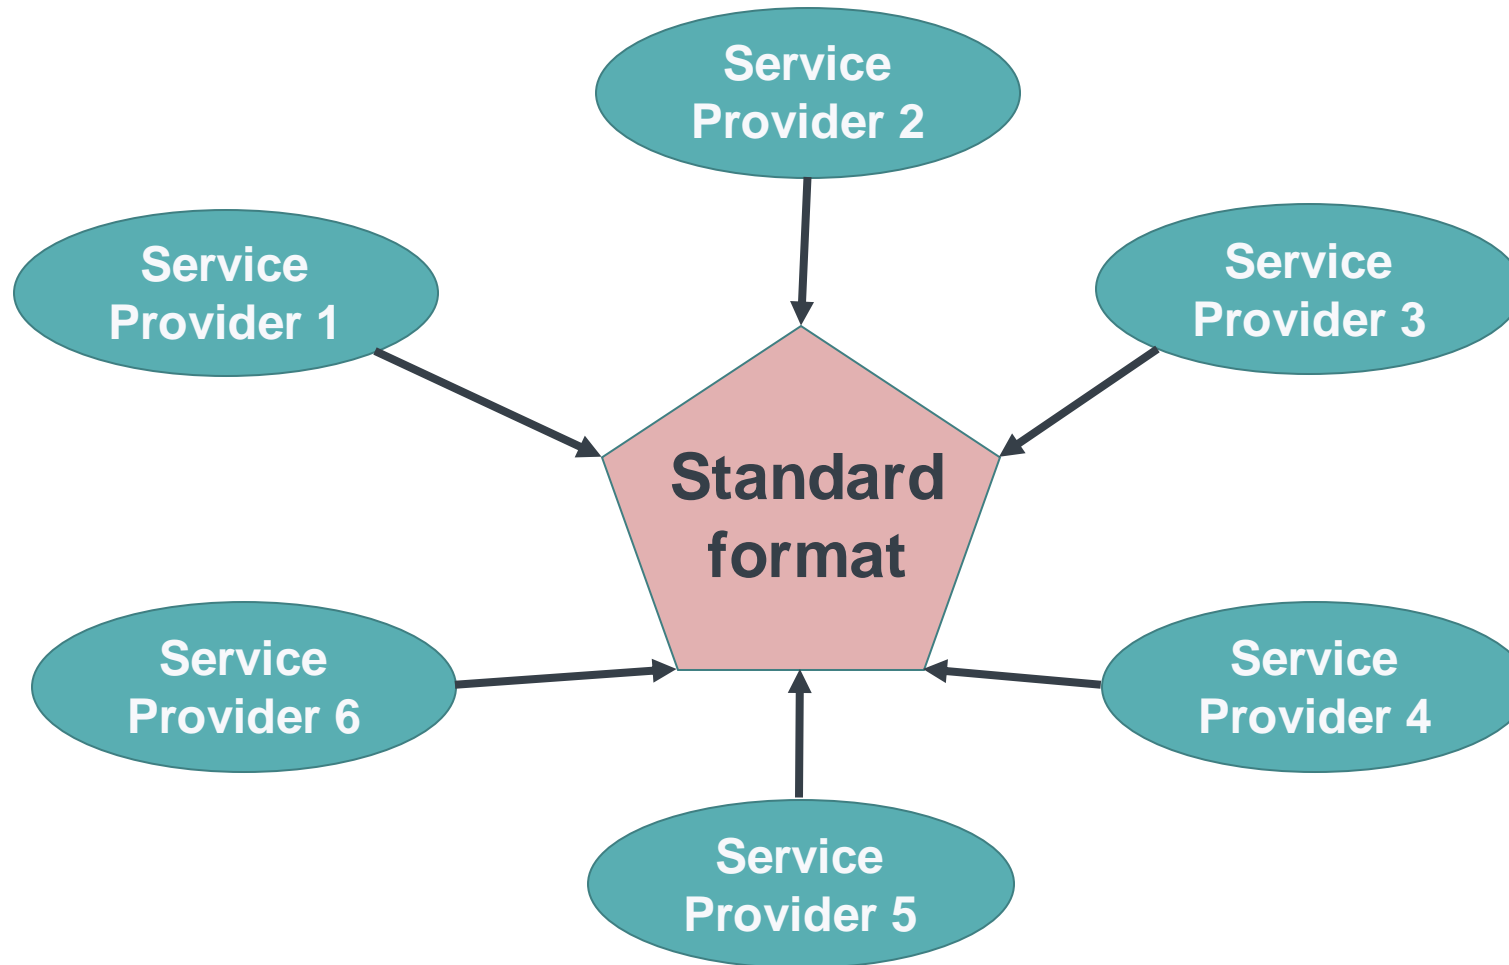 Service
Provider 2
Service
Provider 1
Service
Provider 3
Standard
format
Service
Provider 6
Service
Provider 4
Service
Provider 5